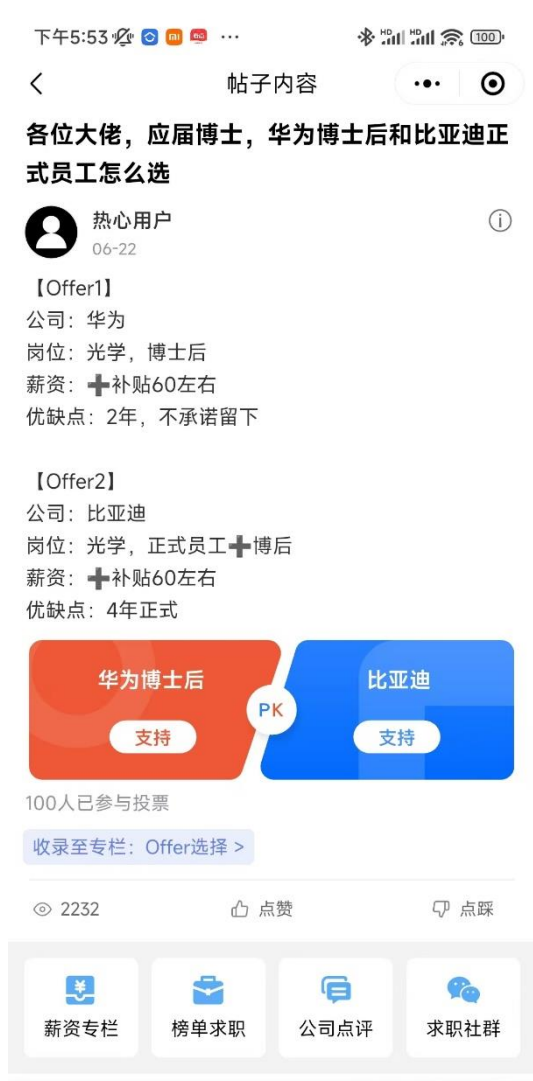 下午5:53
HD
HD
100
帖子内容
各位大佬，应届博士，华为博士后和比亚迪正
式员工怎么选
热心用户
06-22
【Offer1】
公司：华为
岗位：光学，博士后
薪资：➕补贴60左右
优缺点：2年，不承诺留下
【Offer2】
公司：比亚迪
岗位：光学，正式员工➕博后
薪资：➕补贴60左右
优缺点：4年正式
华为博士后
支持
PK
比亚迪
支持
100人已参与投票
收录至专栏：Offer选择 >
2232
点赞
点踩
薪资专栏
榜单求职
公司点评
求职社群